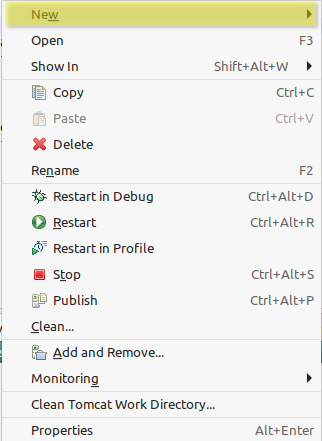 New
Open F3
Show In Shift+Alt+W
Copy Ctrl+C
Paste Ctrl+V
Delete
Rename F2
Restart in Debug Ctrl+Alt+D
Restart Ctrl+Alt+R
Restart in Profile
Stop Ctrl+Alt+S
Publish Ctrl+Alt+P
Clean...
Add and Remove...
Monitoring
Clean Tomcat Work Directory...
Properties Alt+Enter